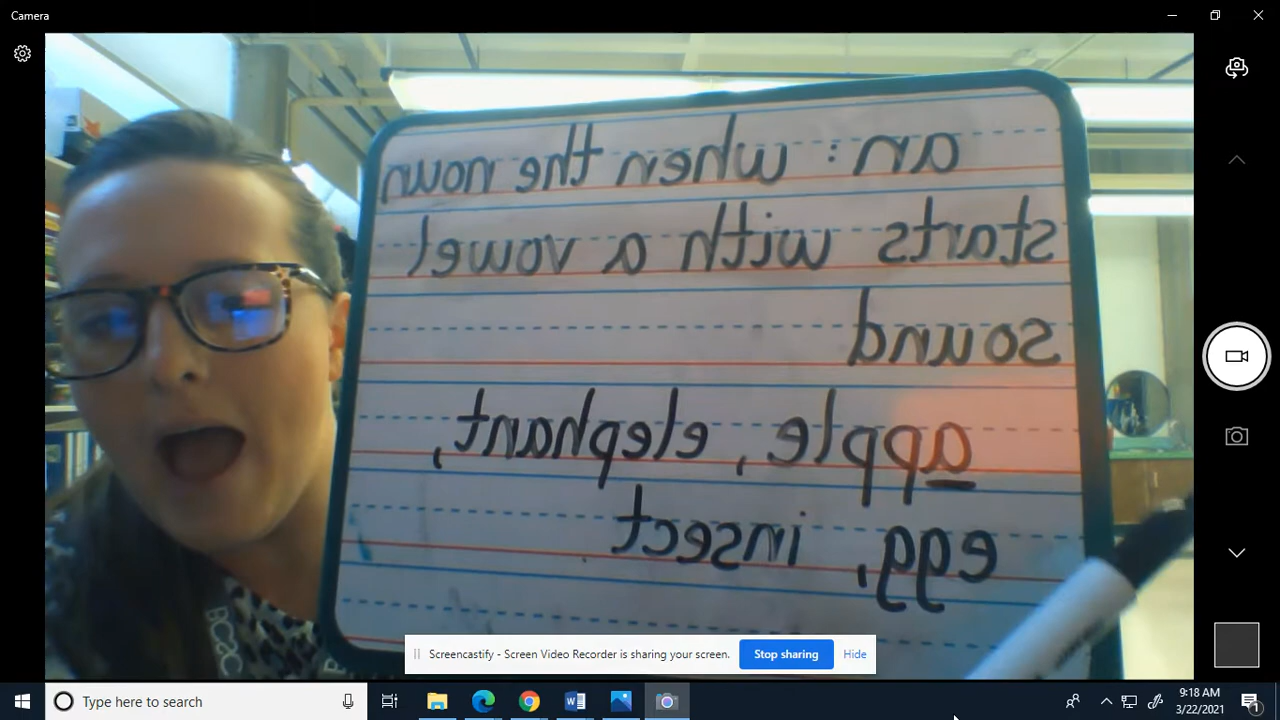 Camera
an: when the noun
starts with a vowel
sound
apple, elephant,
egg, insect
Screencastify - Screen Video Recorder is sharing your screen.
Stop sharing
Hide
Type here to search
9:18 AM
3/22/2021
1